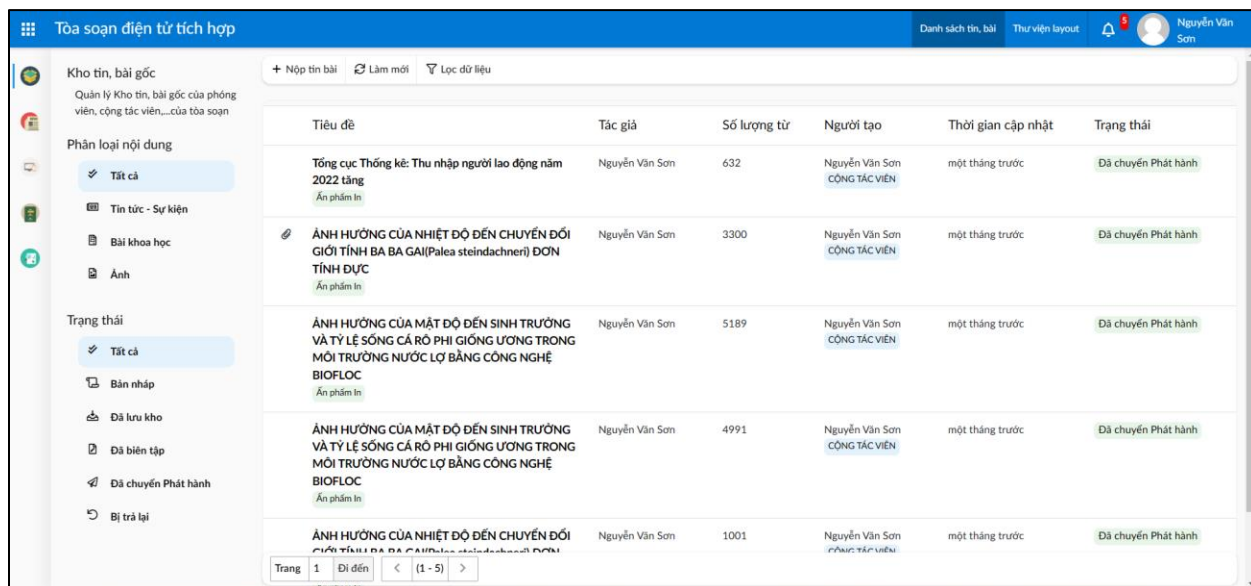 Tòa soạn điện tử tích hợp
Danh sách tin, bài
Thư viện layout
5
Nguyễn Văn
Sơn
Kho tin, bài gốc
Quản lý Kho tin, bài gốc của phóng
viên, cộng tác viên,...của tòa soạn
Phân loại nội dung
Tất cả
Tin tức - Sự kiện
Bài khoa học
Ảnh
Trạng thái
Tất cả
Bản nháp
Đã lưu kho
Đã biên tập
Đã chuyển Phát hành
Bị trả lại
+ Nộp tin bài
Làm mới
Lọc dữ liệu
Tiêu đề
Tác giả
Số lượng từ
Người tạo
Thời gian cập nhật
Trạng thái
Tổng cục Thống kê: Thu nhập người lao động năm
2022 tăng
Ấn phẩm In
Nguyễn Văn Sơn
632
Nguyễn Văn Sơn
CỘNG TÁC VIÊN
một tháng trước
Đã chuyển Phát hành
ẢNH HƯỞNG CỦA NHIỆT ĐỘ ĐẾN CHUYỂN ĐỔI
GIỚI TÍNH BA BA GAI(Palea steindachneri) ĐƠN
TÍNH ĐỰC
Ấn phẩm In
Nguyễn Văn Sơn
3300
Nguyễn Văn Sơn
CỘNG TÁC VIÊN
một tháng trước
Đã chuyển Phát hành
ẢNH HƯỞNG CỦA MẬT ĐỘ ĐẾN SINH TRƯỞNG
VÀ TỶ LỆ SỐNG CÁ RÔ PHI GIỐNG ƯƠNG TRONG
MÔI TRƯỜNG NƯỚC LỢ BẰNG CÔNG NGHỆ
BIOFLOC
Ấn phẩm In
Nguyễn Văn Sơn
5189
Nguyễn Văn Sơn
CỘNG TÁC VIÊN
một tháng trước
Đã chuyển Phát hành
ẢNH HƯỞNG CỦA MẬT ĐỘ ĐẾN SINH TRƯỞNG
VÀ TỶ LỆ SỐNG CÁ RÔ PHI GIỐNG ƯƠNG TRONG
MÔI TRƯỜNG NƯỚC LỢ BẰNG CÔNG NGHỆ
BIOFLOC
Ấn phẩm In
Nguyễn Văn Sơn
4991
Nguyễn Văn Sơn
CỘNG TÁC VIÊN
một tháng trước
Đã chuyển Phát hành
ẢNH HƯỞNG CỦA NHIỆT ĐỘ ĐẾN CHUYỂN ĐỔI
GIỚI TÍNH BA BA GAI(Palea steindachneri) ĐƠN
Nguyễn Văn Sơn
1001
Nguyễn Văn Sơn
CỘNG TÁC VIÊN
một tháng trước
Đã chuyển Phát hành
Trang 1 Đi đến < (1 - 5) >